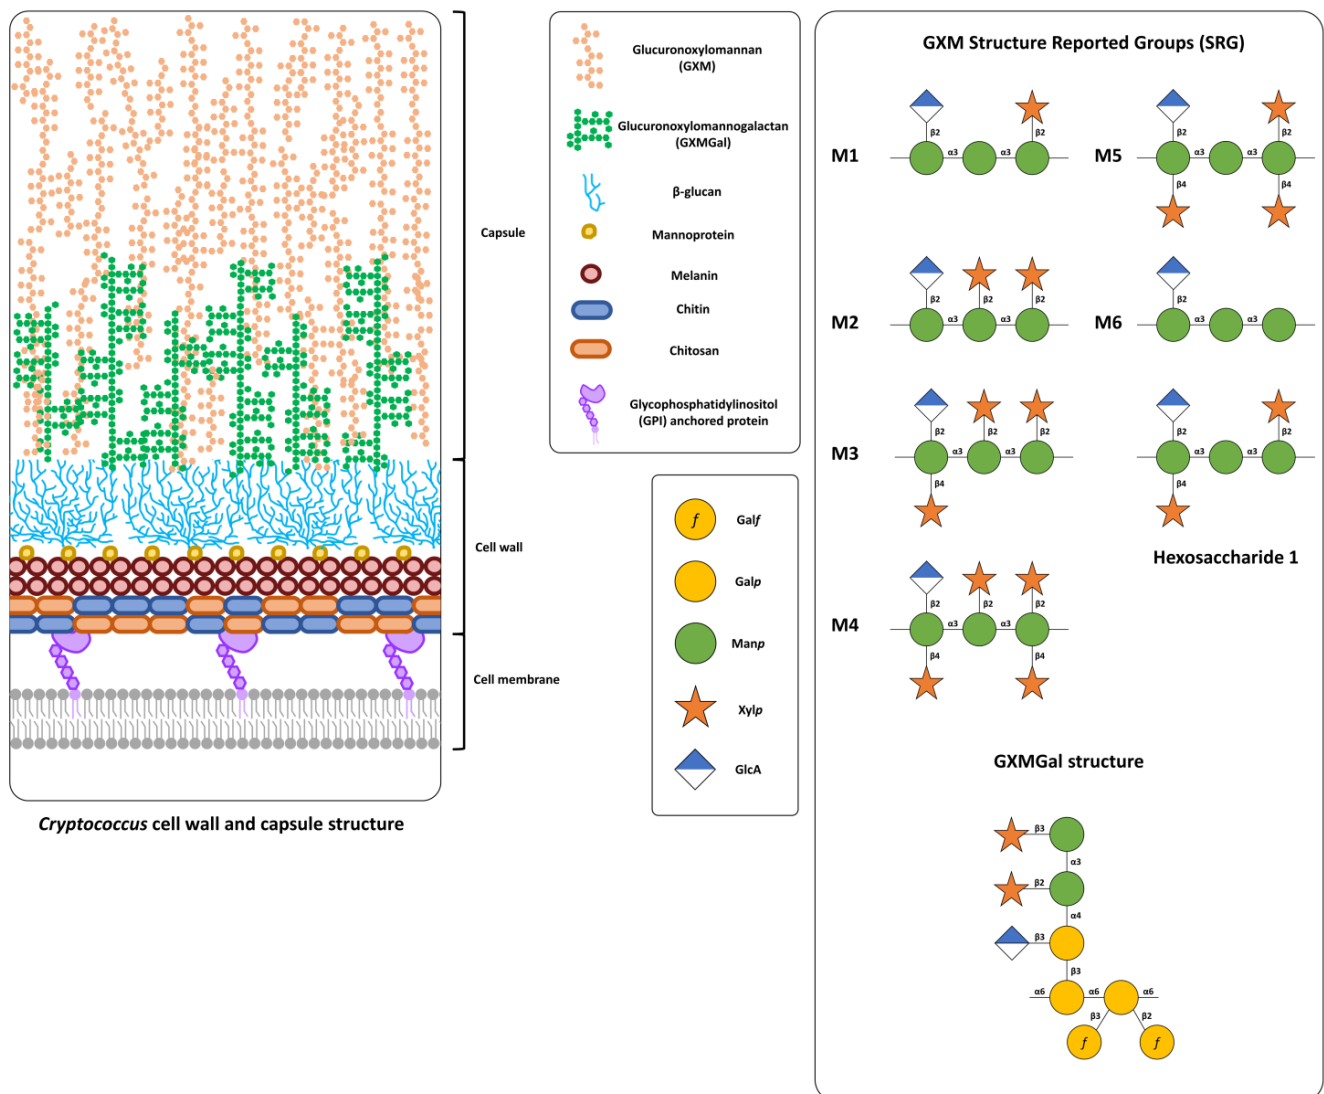 Capsule
Cell wall
Cell membrane
Cryptococcus cell wall and capsule structure
Glucuronoxylomannan
(GXM)
Glucuronoxylomannogalactan
(GXMGal)
β-glucan
Mannoprotein
Melanin
Chitin
Chitosan
Glycophosphatidylinositol
(GPI) anchored protein
f Galf
Galp
Manp
Xylp
GlcA
GXM Structure Reported Groups (SRG)
β2 β2
M1 α3 α3
β2 β2
M5 α3 α3
β4 β4
β2 β2 β2
M2 α3 α3
β2
M6 α3 α3
β2 β2 β2
M3 α3 α3
β4
β2 β2
α3 α3
β4
Hexosaccharide 1
β2 β2 β2
M4 α3 α3
β4 β4
GXMGal structure
β3
α3
β2
α4
β3
β3
α6 α6 α6
β3 β2
f f